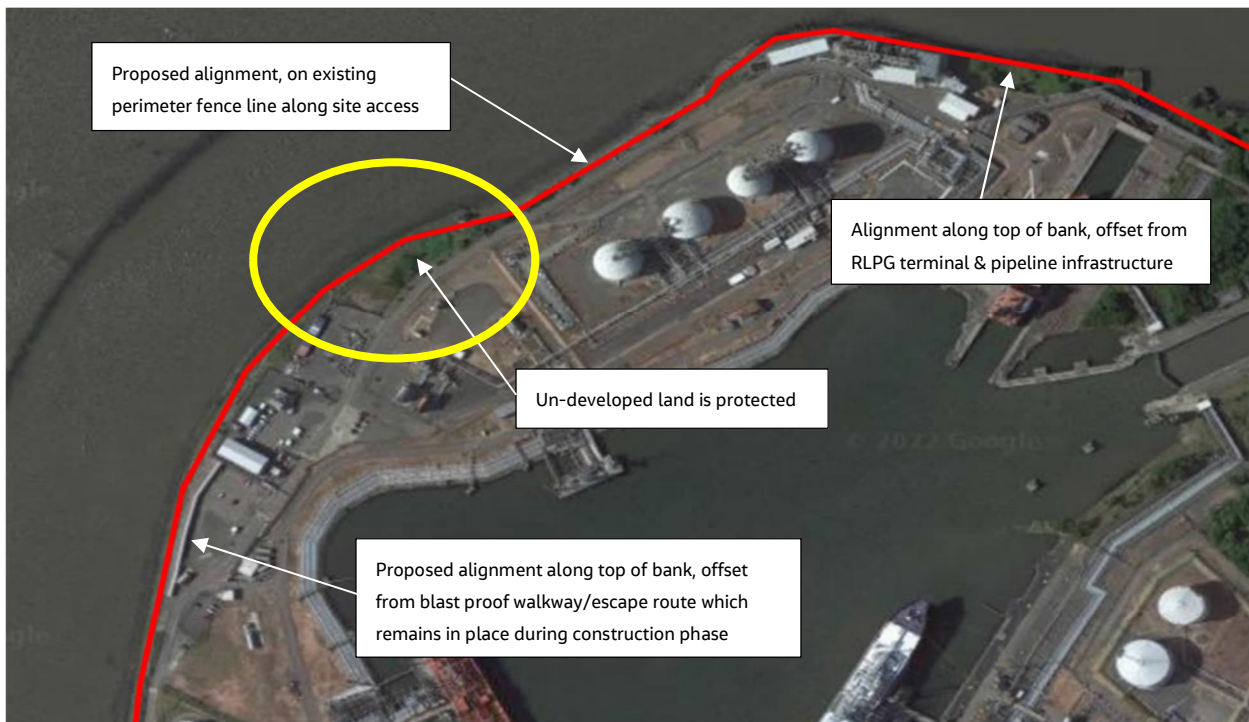 Proposed alignment, on existing
perimeter fence line along site access
Alignment along top of bank, offset from
RLPG terminal & pipeline infrastructure
Un-developed land is protected
© 2022 Google
Proposed alignment along top of bank, offset
from blast proof walkway/escape route which
remains in place during construction phase
Google
Google